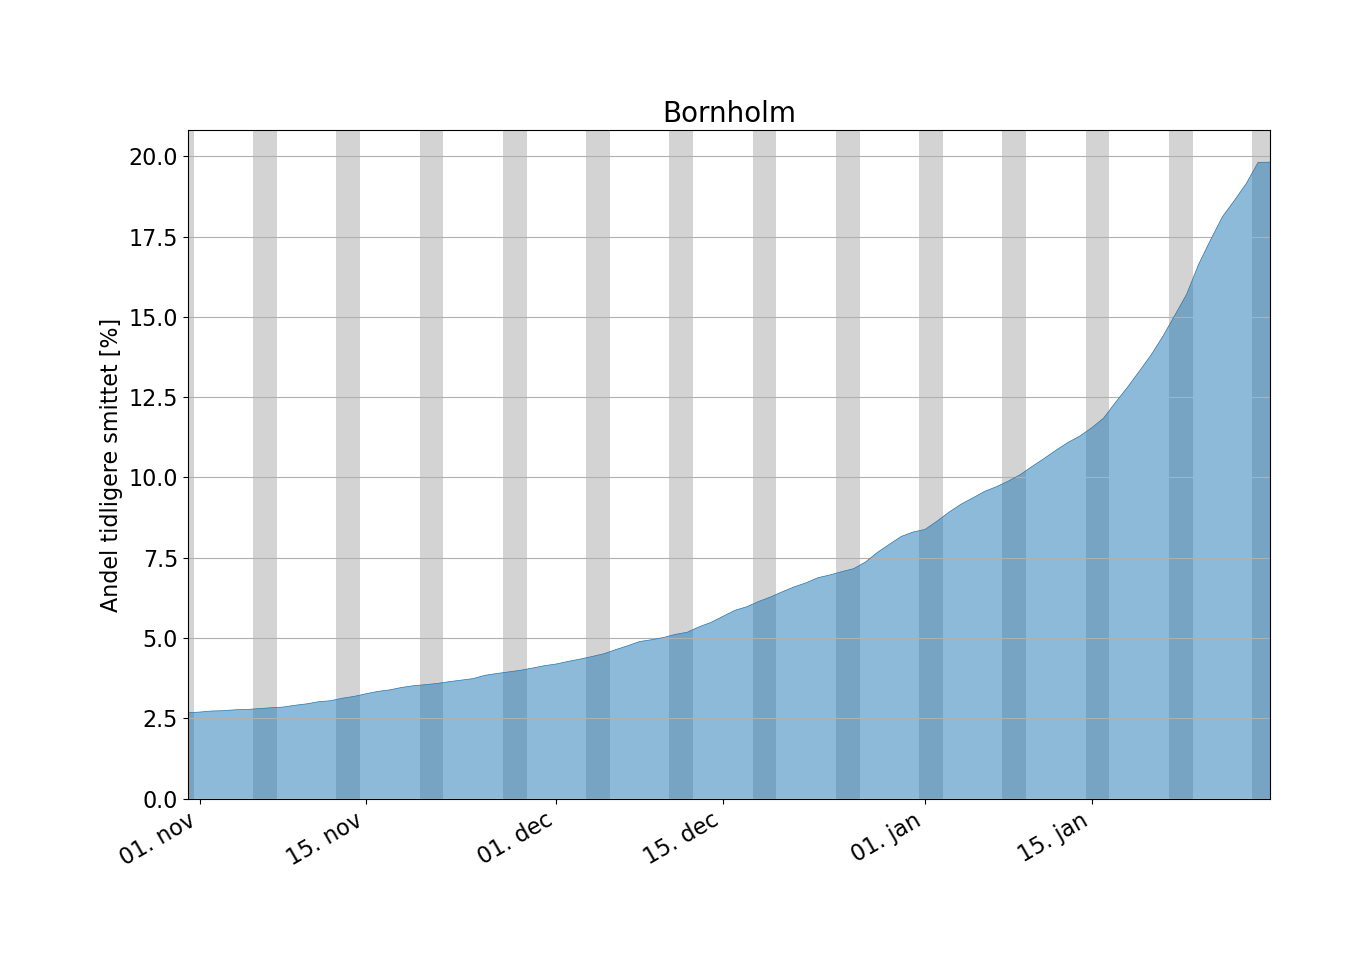 Bornholm
Andel tidligere smittet [%]
20.0
17.5
15.0
12.5
10.0
7.5
5.0
2.5
0.0
01. nov
15. nov
01. dec
15. dec
01. jan
15. jan